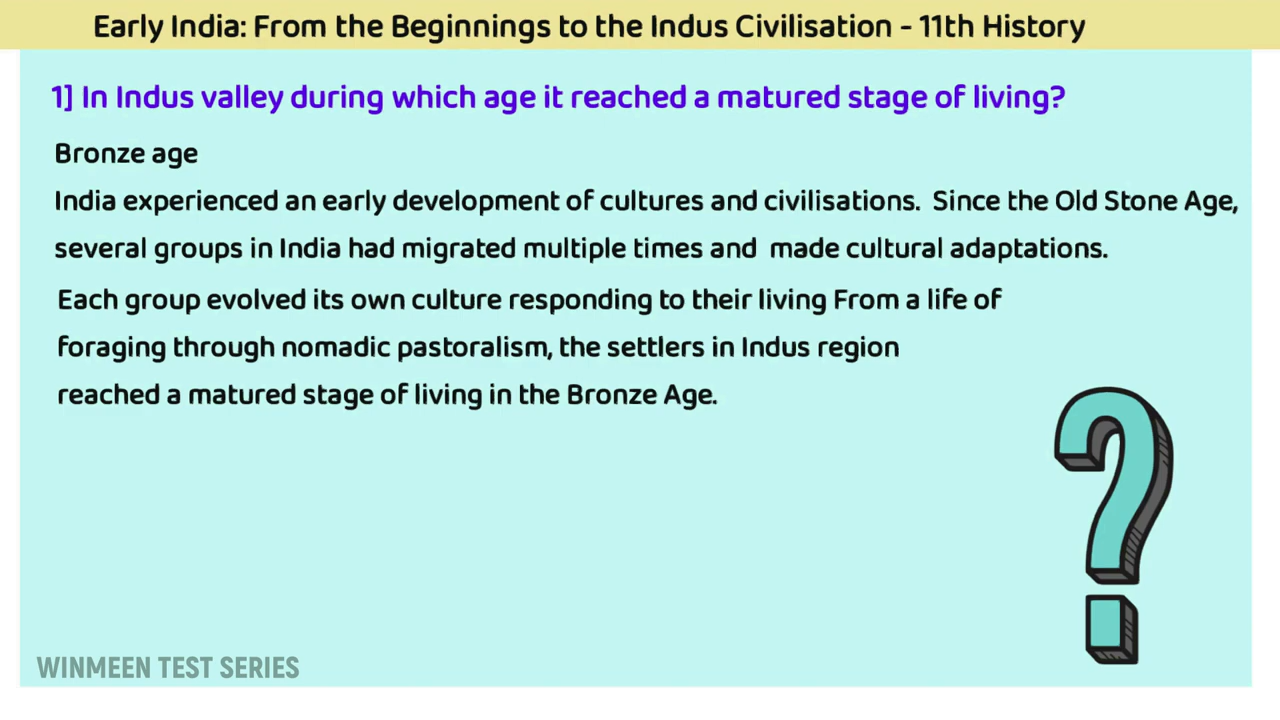 Early India: From the Beginnings to the Indus Civilisation - 11th History
1] In Indus valley during which age it reached a matured stage of living?
Bronze age
India experienced an early development of cultures and civilisations. Since the Old Stone Age,
several groups in India had migrated multiple times and made cultural adaptations.
Each group evolved its own culture responding to their living From a life of
foraging through nomadic pastoralism, the settlers in Indus region
reached a matured stage of living in the Bronze Age.
?
WINMEEN TEST SERIES